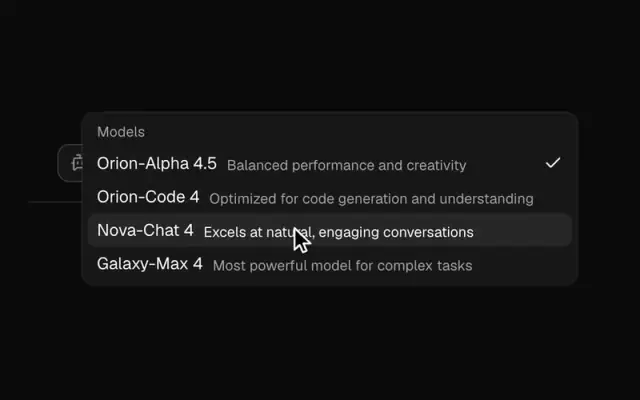 Models
Orion-Alpha 4.5 Balanced performance and creativity
Orion-Code 4 Optimized for code generation and understanding
Nova-Chat 4 Excels at natural, engaging conversations
Galaxy-Max 4 Most powerful model for complex tasks